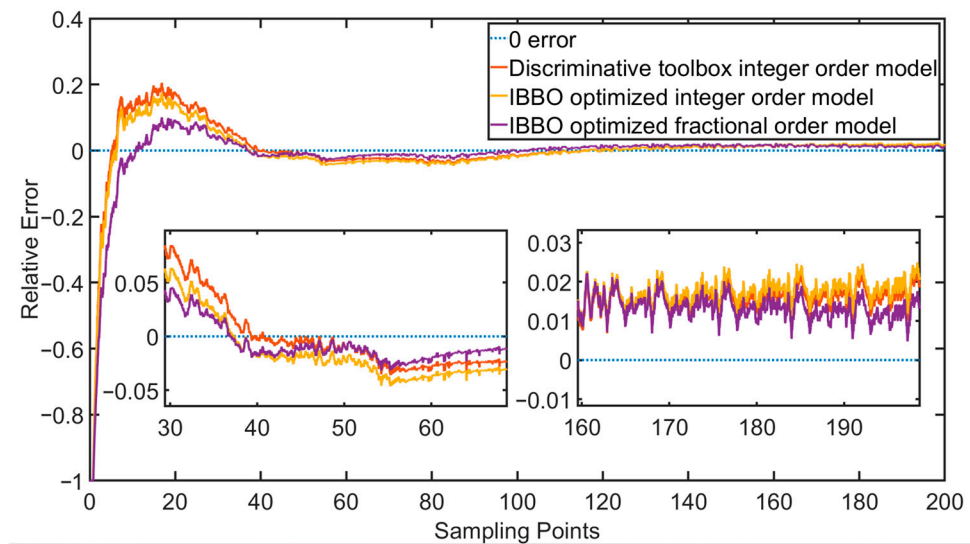 0.4
0.2
0
−0.2
−0.4
−0.6
−0.8
−1
Relative Error
0 error
Discriminative toolbox integer order model
IBBO optimized integer order model
IBBO optimized fractional order model
0.05
0
−0.05
30 40 50 60
0.03
0.02
0.01
0
−0.01
160 170 180 190
0 20 40 60 80 100 120 140 160 180 200
Sampling Points